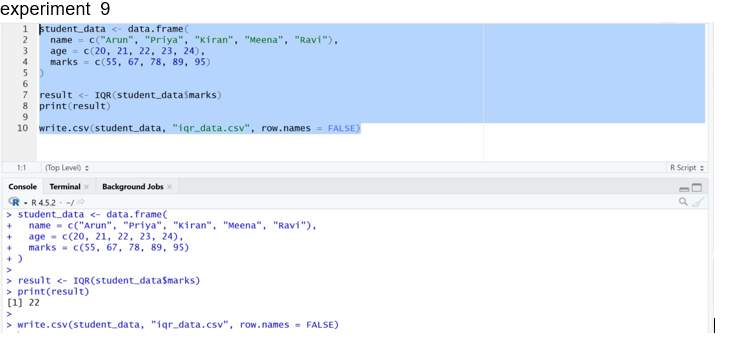 experiment 9
1 student_data <- data.frame(
2   name = c("Arun", "Priya", "Kiran", "Meena", "Ravi"),
3   age = c(20, 21, 22, 23, 24),
4   marks = c(55, 67, 78, 89, 95)
5 )
6
7 result <- IQR(student_data$marks)
8 print(result)
9
10 write.csv(student_data, "iqr_data.csv", row.names = FALSE)
1:1 (Top Level) R Script
Console Terminal × Background Jobs ×
R 4.5.2 · ~/
> student_data <- data.frame(
+   name = c("Arun", "Priya", "Kiran", "Meena", "Ravi"),
+   age = c(20, 21, 22, 23, 24),
+   marks = c(55, 67, 78, 89, 95)
+ )
>
> result <- IQR(student_data$marks)
> print(result)
[1] 22
>
> write.csv(student_data, "iqr_data.csv", row.names = FALSE)